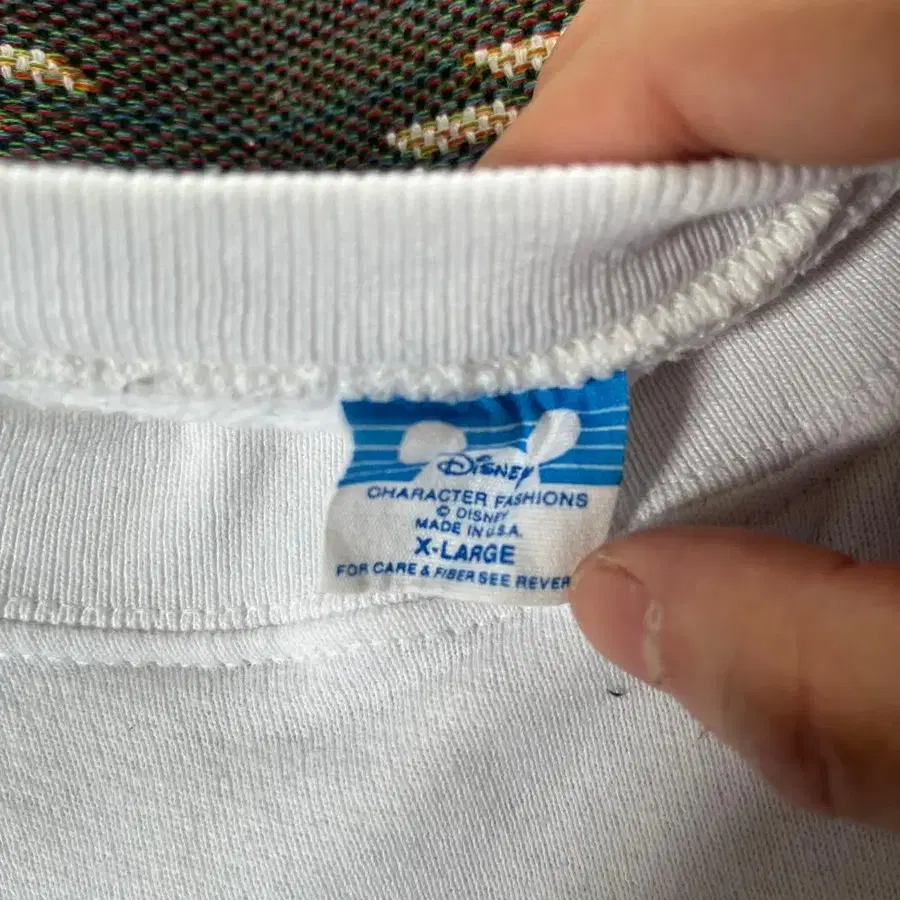 DISNEY
CHARACTER FASHIONS
© DISNEY
MADE IN U.S.A.
X-LARGE
FOR CARE & FIBER SEE REVER